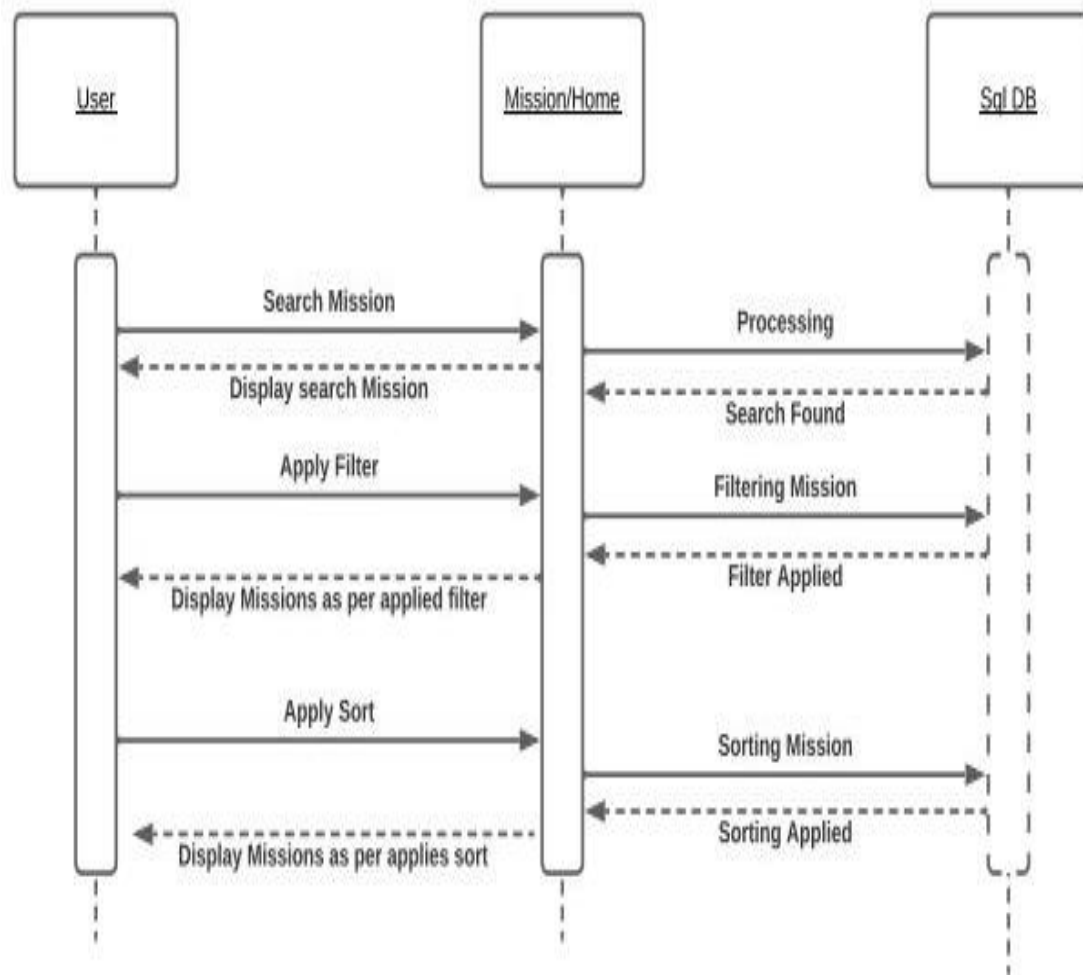 User
Mission/Home
Sql DB
Search Mission
Processing
Display search Mission
Search Found
Apply Filter
Filtering Mission
Filter Applied
Display Missions as per applied filter
Apply Sort
Sorting Mission
Sorting Applied
Display Missions as per applies sort